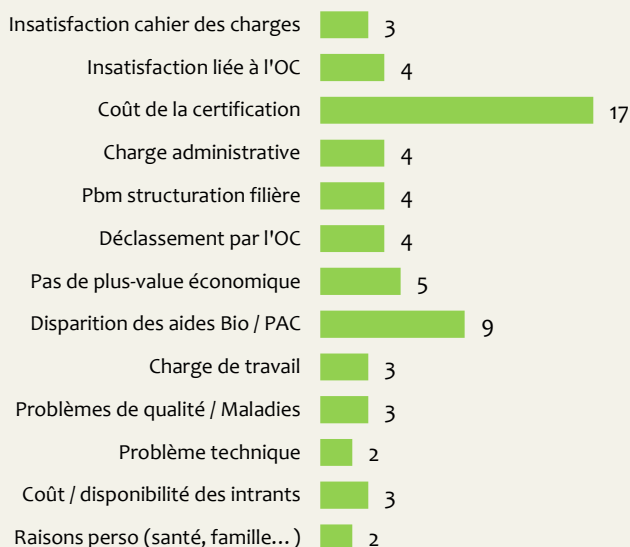 Insatisfaction cahier des charges 3
Insatisfaction liée à l'OC 4
Coût de la certification 17
Charge administrative 4
Pbm structuration filière 4
Déclassement par l'OC 4
Pas de plus-value économique 5
Disparition des aides Bio / PAC 9
Charge de travail 3
Problèmes de qualité / Maladies 3
Problème technique 2
Coût / disponibilité des intrants 3
Raisons perso (santé, famille…) 2